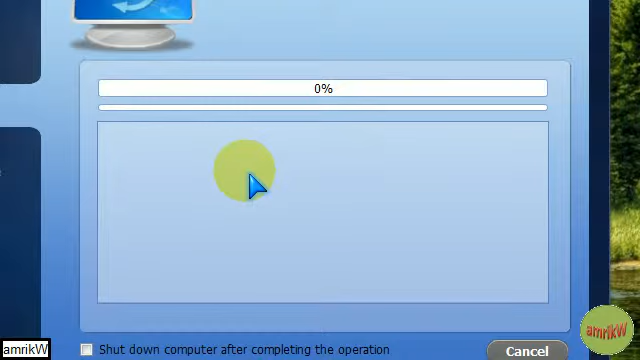 0%
Shut down computer after completing the operation
Cancel
amrikW
amrikW